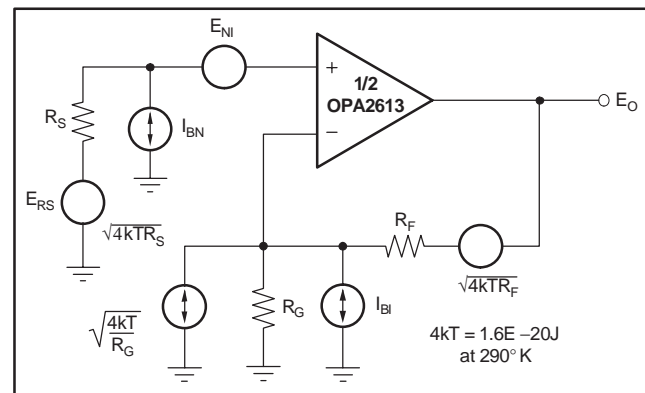 E_NI
+
1/2
OPA2613
−
E_O
R_S
I_BN
E_RS
√4kTR_S
R_F
√4kTR_F
√4kT/R_G
R_G
I_BI
4kT = 1.6E −20J
at 290° K